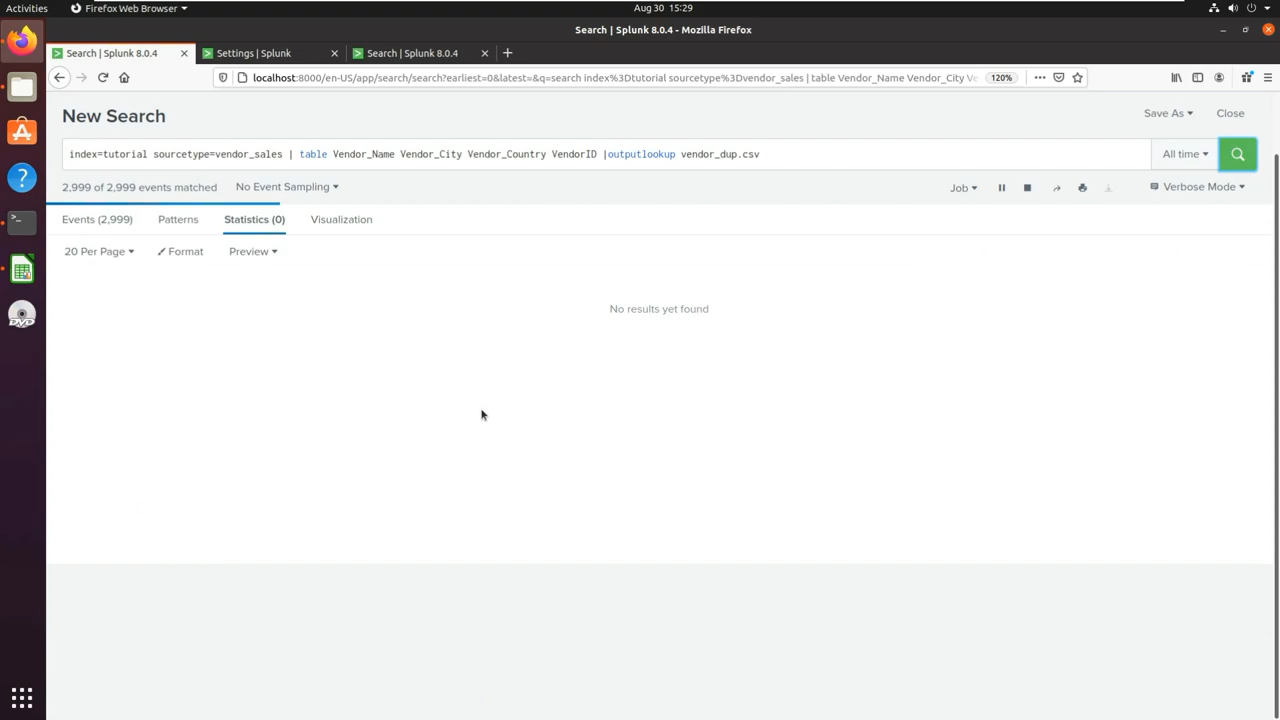 Activities Firefox Web Browser Aug 30 15:29
Search | Splunk 8.0.4 - Mozilla Firefox
Search | Splunk 8.0.4 Settings | Splunk Search | Splunk 8.0.4
localhost:8000/en-US/app/search/search?earliest=0&latest=&q=search index%3Dtutorial sourcetype%3Dvendor_sales | table Vendor_Name Vendor_City Ve 120%
New Search Save As Close
index=tutorial sourcetype=vendor_sales | table Vendor_Name Vendor_City Vendor_Country VendorID |outputlookup vendor_dup.csv All time
2,999 of 2,999 events matched No Event Sampling Job Verbose Mode
Events (2,999) Patterns Statistics (0) Visualization
20 Per Page Format Preview
No results yet found
DVD